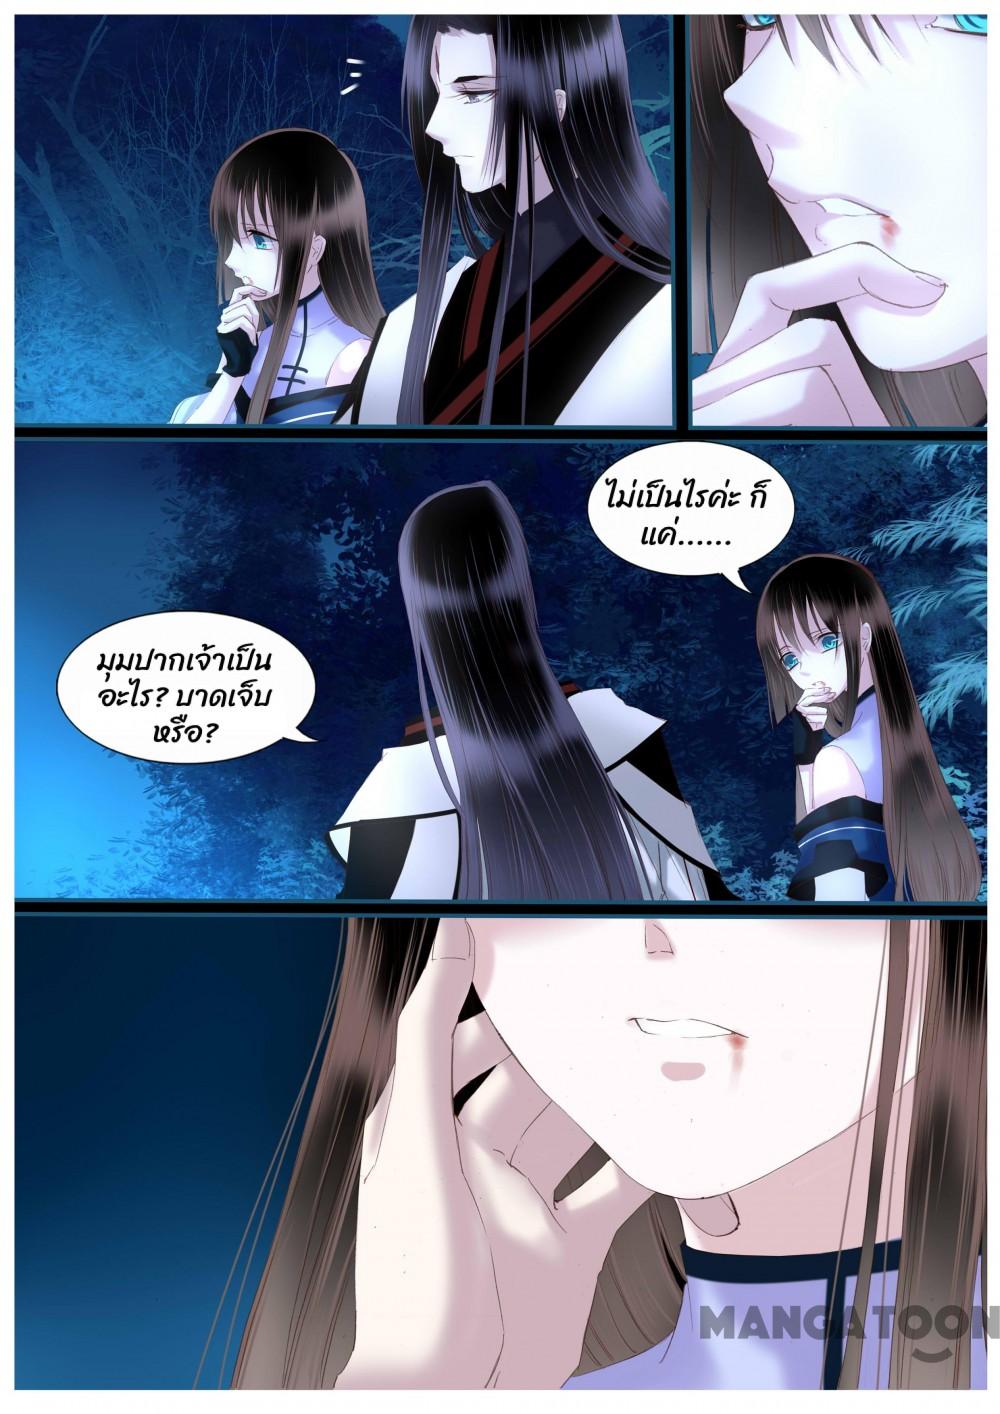 มุมปากเจ้าเป็น
อะไร? บาดเจ็บ
หรือ?
ไม่เป็นไรค่ะ ก็
แค่......
MANGATOON